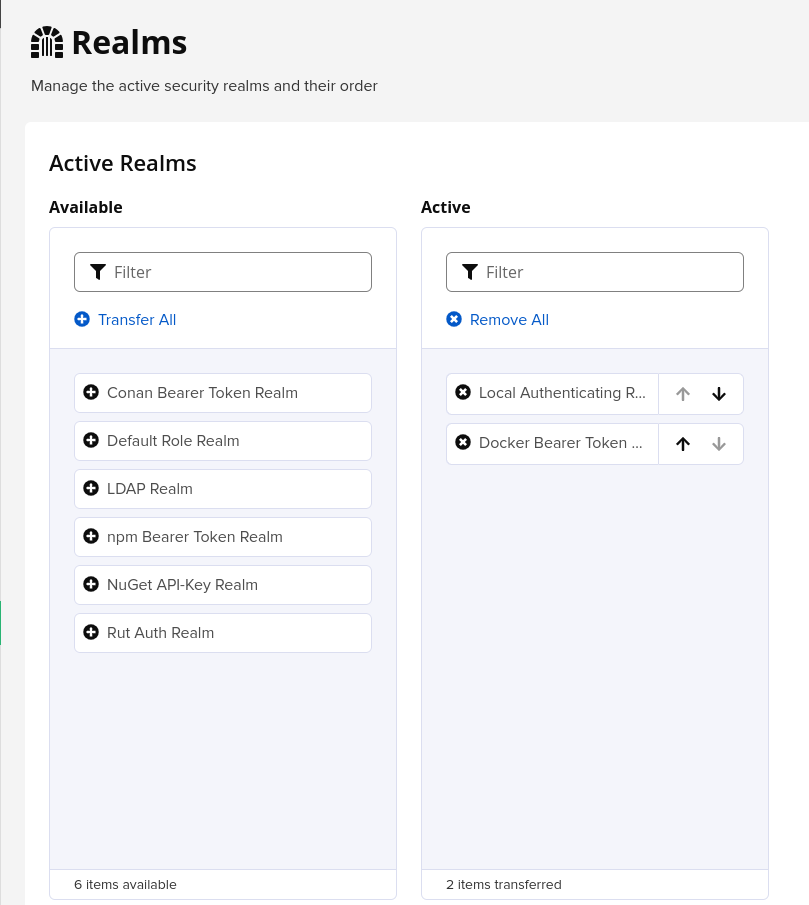 Realms
Manage the active security realms and their order
Active Realms
Available
Filter
Transfer All
Conan Bearer Token Realm
Default Role Realm
LDAP Realm
npm Bearer Token Realm
NuGet API-Key Realm
Rut Auth Realm
6 items available
Active
Filter
Remove All
Local Authenticating R...
Docker Bearer Token ...
2 items transferred